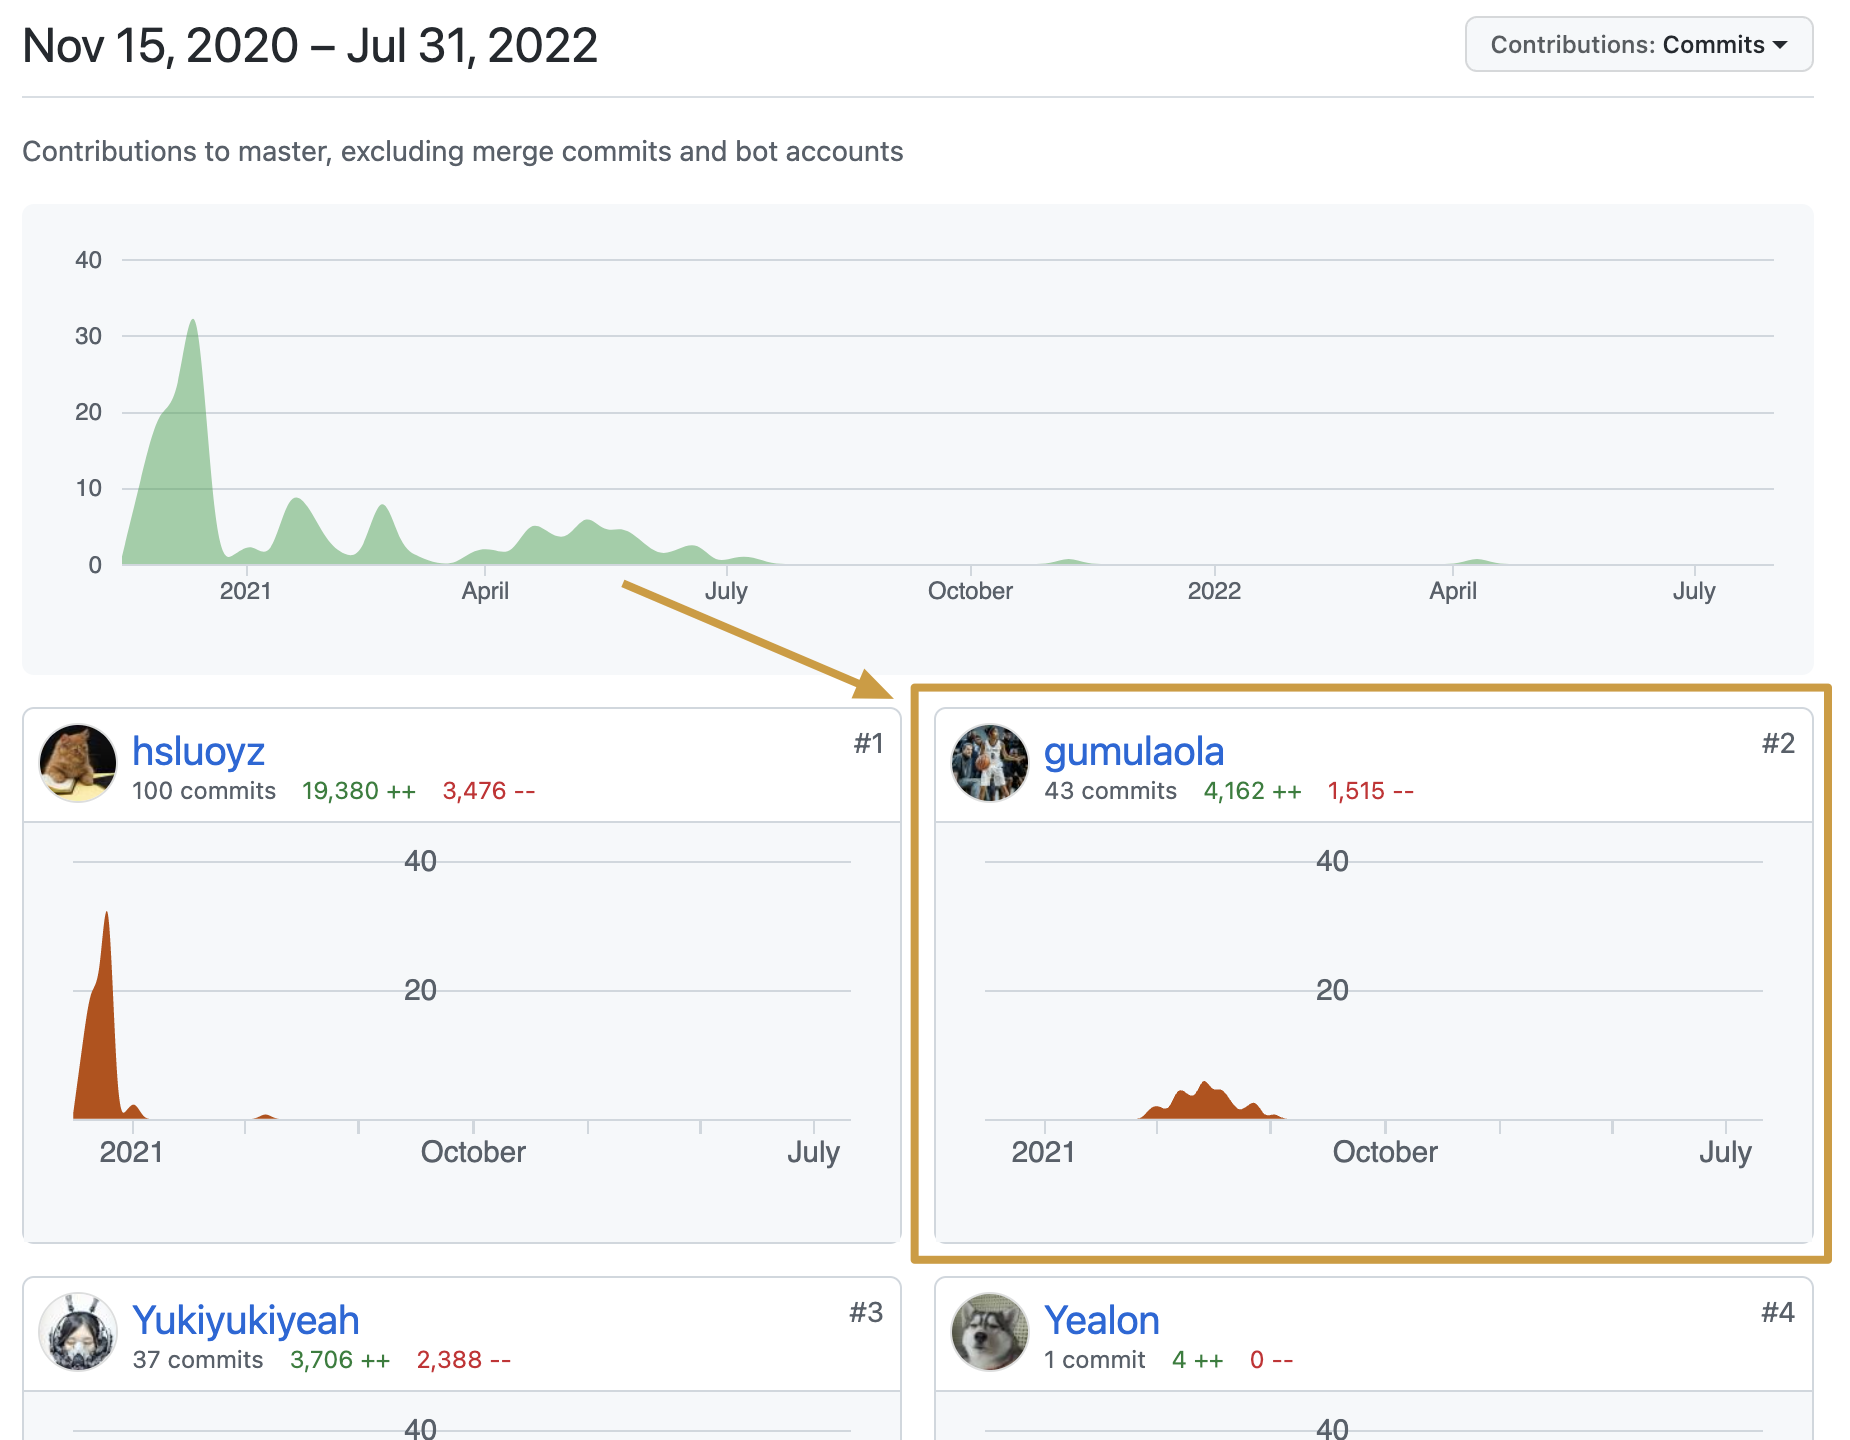 Nov 15, 2020 – Jul 31, 2022
Contributions: Commits
Contributions to master, excluding merge commits and bot accounts
40
30
20
10
0
2021 April July October 2022 April July
hsluoyz #1
100 commits 19,380 ++ 3,476 --
40
20
2021 October July
gumulaola #2
43 commits 4,162 ++ 1,515 --
40
20
2021 October July
Yukiyukiyeah #3
37 commits 3,706 ++ 2,388 --
40
Yealon #4
1 commit 4 ++ 0 --
40